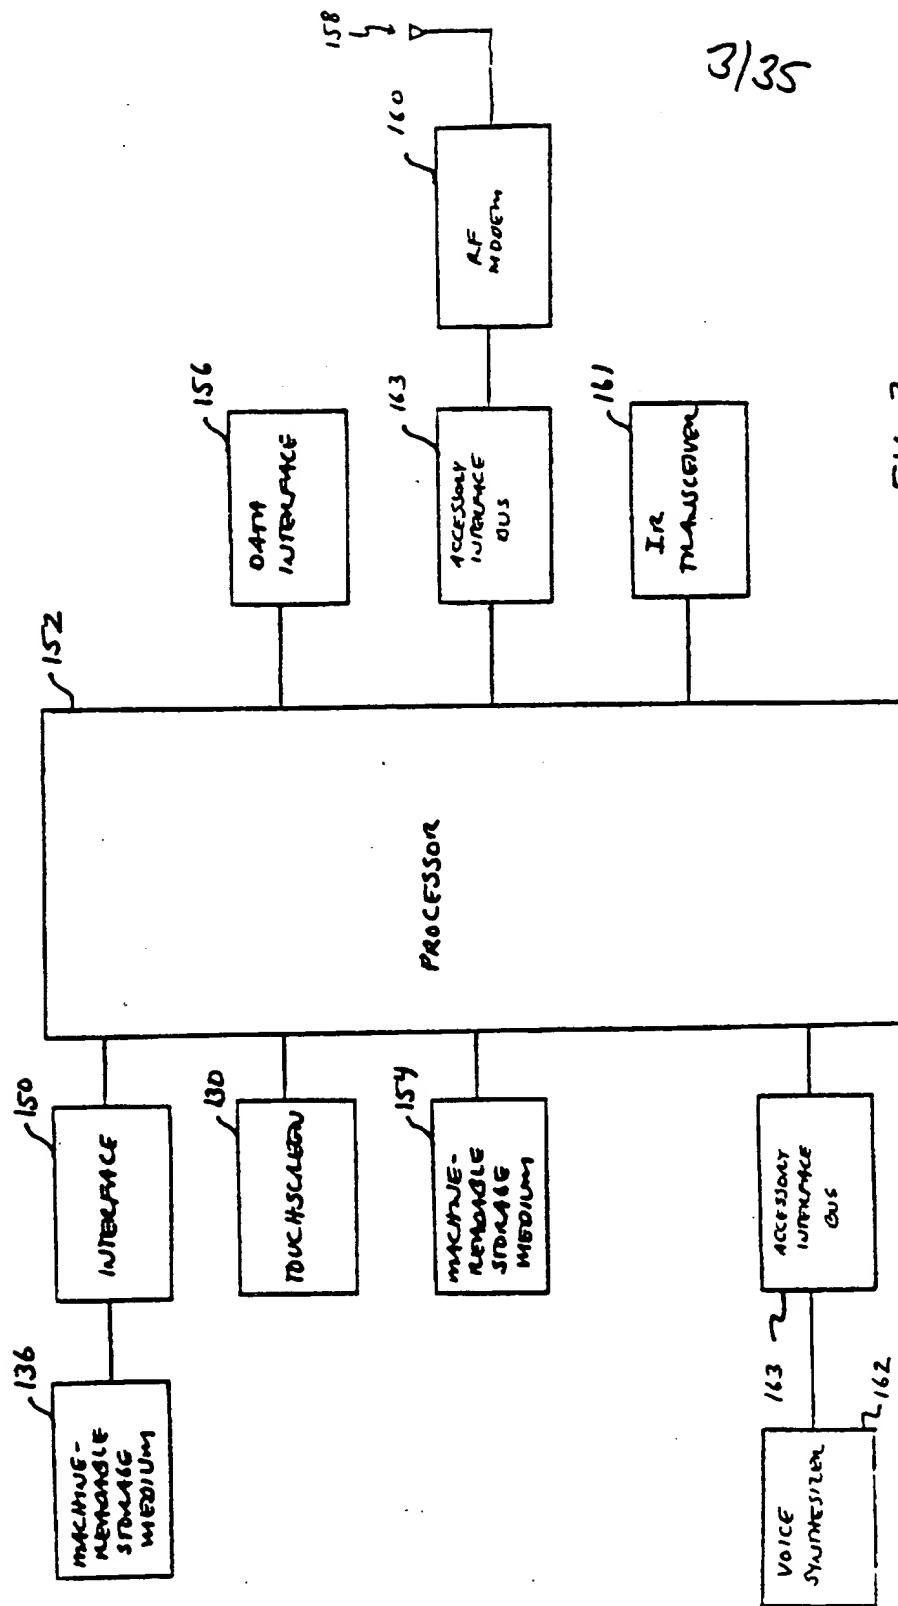 3/35
158
160
RF
MODEM
156
DATA
INTERFACE
163
ACCESSORY
INTERFACE
BUS
161
IR
TRANSCEIVER
152
PROCESSOR
150
INTERFACE
130
TOUCHSCREEN
154
MACHINE-
READABLE
STORAGE
MEDIUM
136
MACHINE-
READABLE
STORAGE
MEDIUM
ACCESSORY
INTERFACE
BUS
163
162
VOICE
SYNTHESIZER